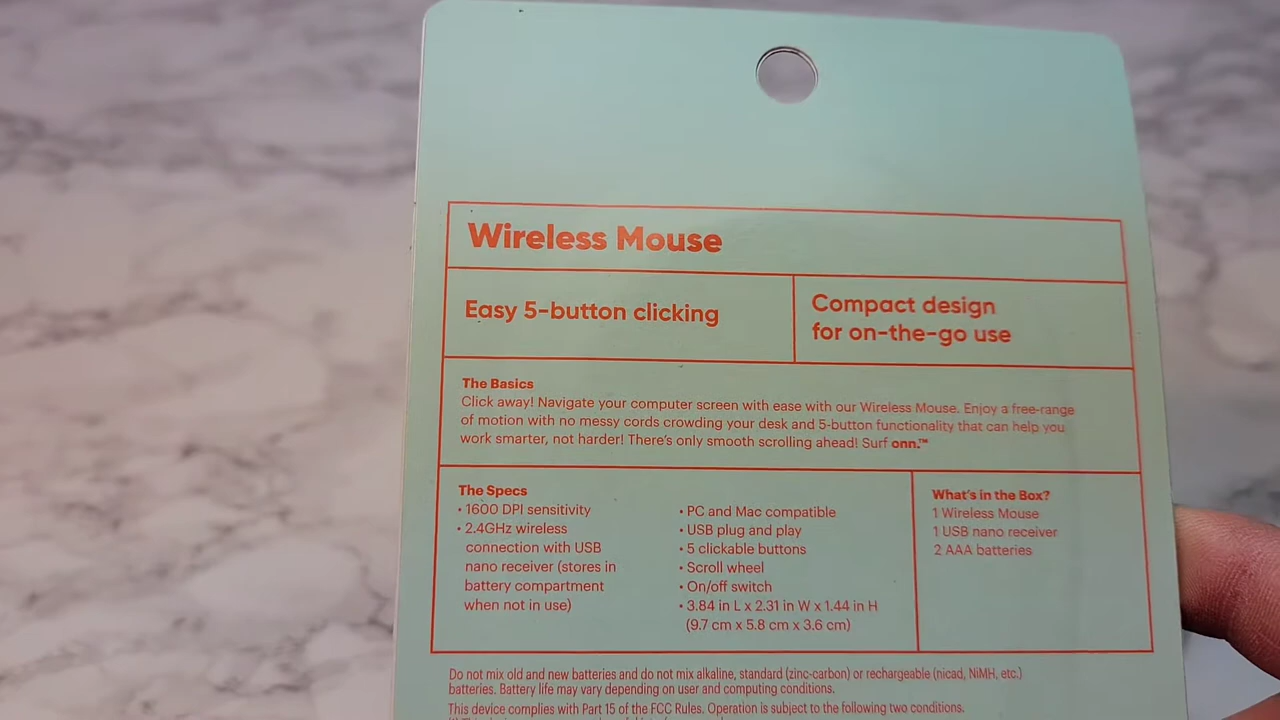 Wireless Mouse
Easy 5-button clicking
Compact design
for on-the-go use
The Basics
Click away! Navigate your computer screen with ease with our Wireless Mouse. Enjoy a free-range
of motion with no messy cords crowding your desk and 5-button functionality that can help you
work smarter, not harder! There's only smooth scrolling ahead! Surf onn.™
The Specs
• 1600 DPI sensitivity
• 2.4GHz wireless
connection with USB
nano receiver (stores in
battery compartment
when not in use)
• PC and Mac compatible
• USB plug and play
• 5 clickable buttons
• Scroll wheel
• On/off switch
• 3.84 in L x 2.31 in W x 1.44 in H
(9.7 cm x 5.8 cm x 3.6 cm)
What's in the Box?
1 Wireless Mouse
1 USB nano receiver
2 AAA batteries
Do not mix old and new batteries and do not mix alkaline, standard (zinc-carbon) or rechargeable (nicad, NiMH, etc.)
batteries. Battery life may vary depending on user and computing conditions.
This device complies with Part 15 of the FCC Rules. Operation is subject to the following two conditions.